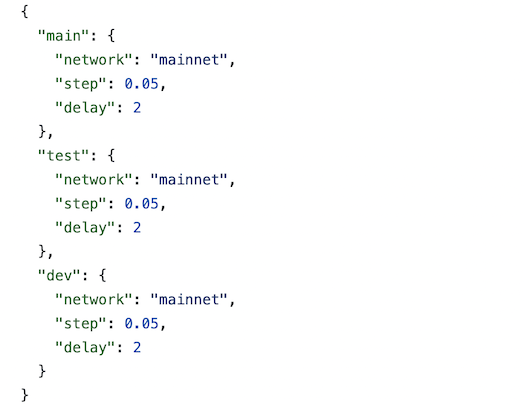 {
  "main": {
    "network": "mainnet",
    "step": 0.05,
    "delay": 2
  },
  "test": {
    "network": "mainnet",
    "step": 0.05,
    "delay": 2
  },
  "dev": {
    "network": "mainnet",
    "step": 0.05,
    "delay": 2
  }
}